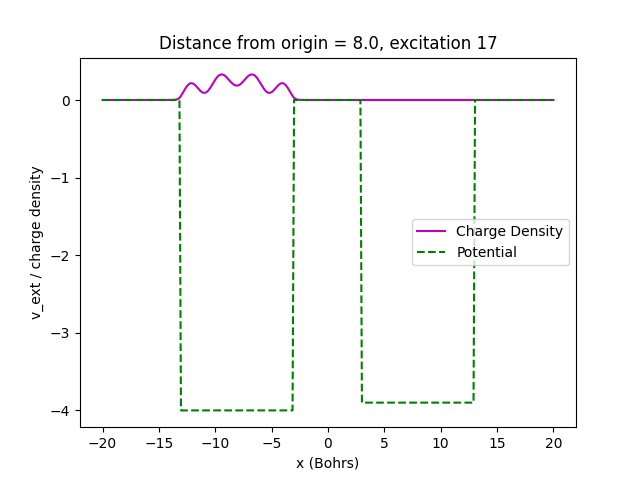 Distance from origin = 8.0, excitation 17
v_ext / charge density
0
−1
−2
−3
−4
Charge Density
Potential
−20
−15
−10
−5
0
5
10
15
20
x (Bohrs)